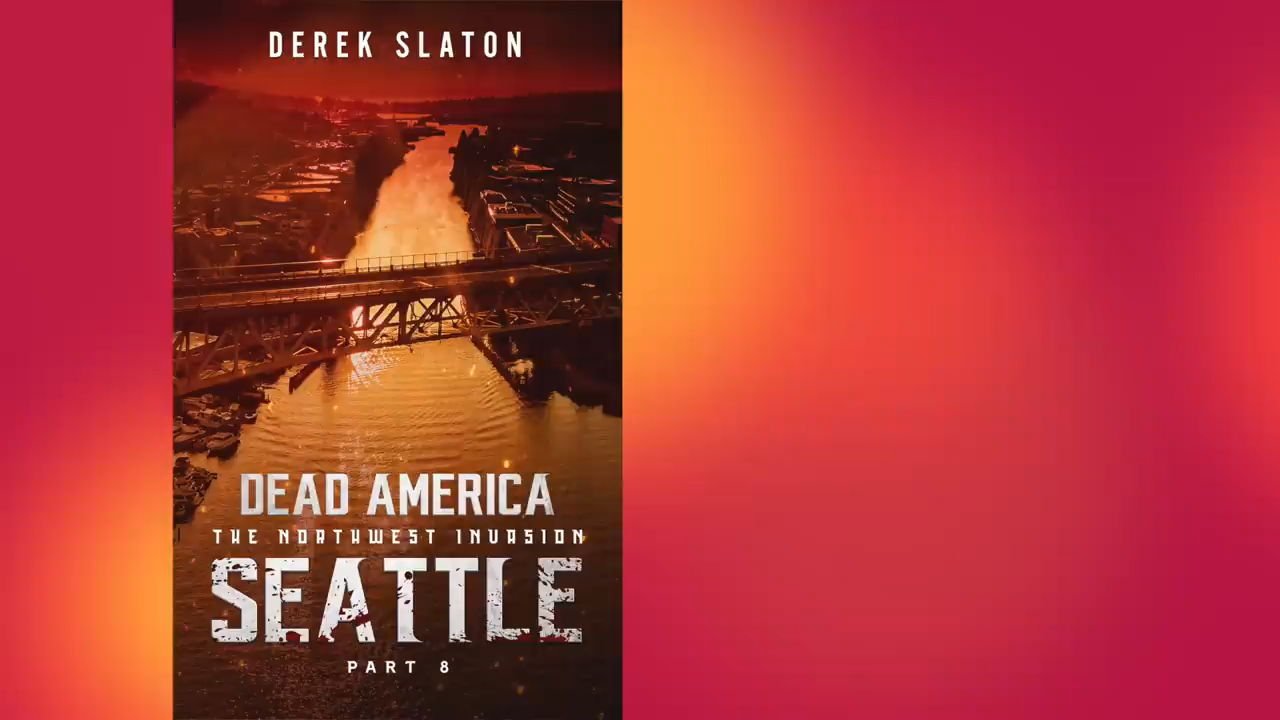 DEREK SLATON
DEAD AMERICA
THE NORTHWEST INVASION
SEATTLE
PART 8